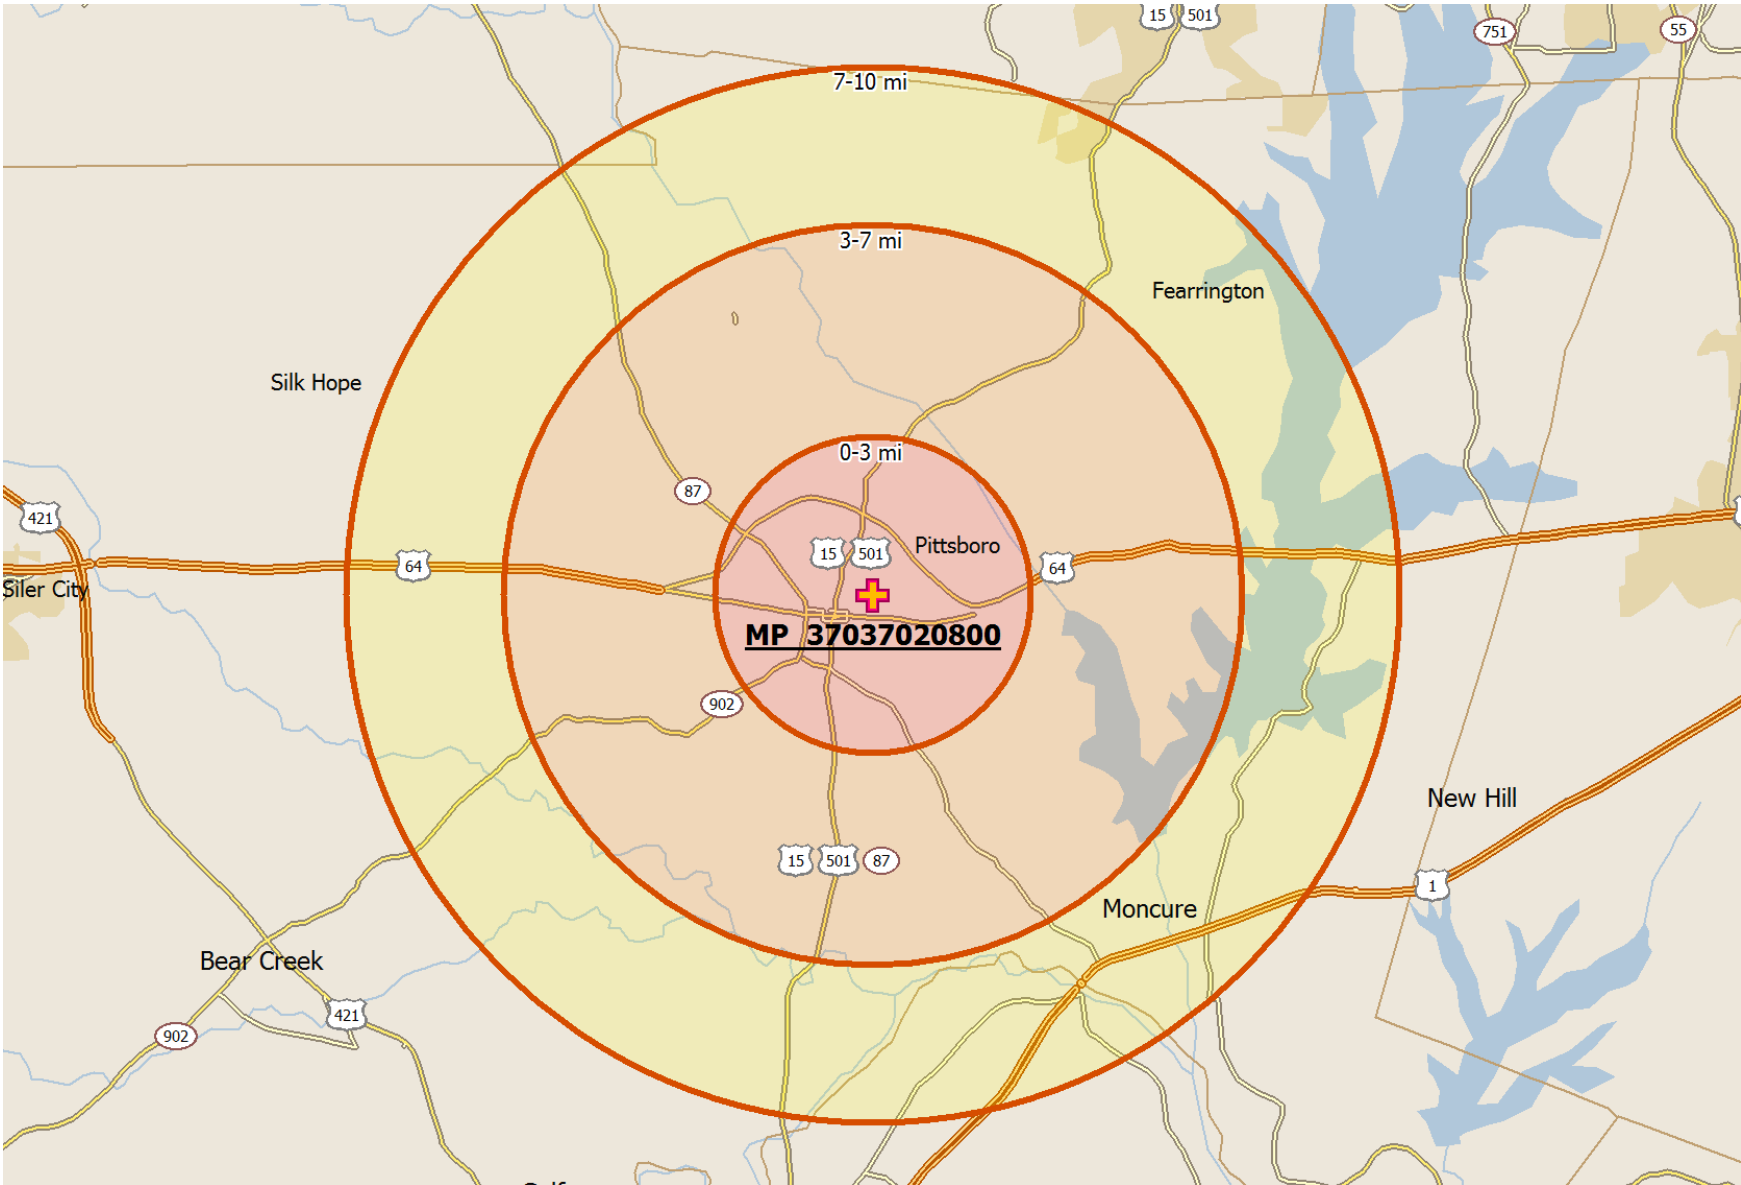 15
501
751
55
7-10 mi
3-7 mi
Fearrington
Silk Hope
0-3 mi
87
421
15
501
Pittsboro
64
64
Siler City
MP 37037020800
902
New Hill
15
501
87
1
Moncure
Bear Creek
421
902